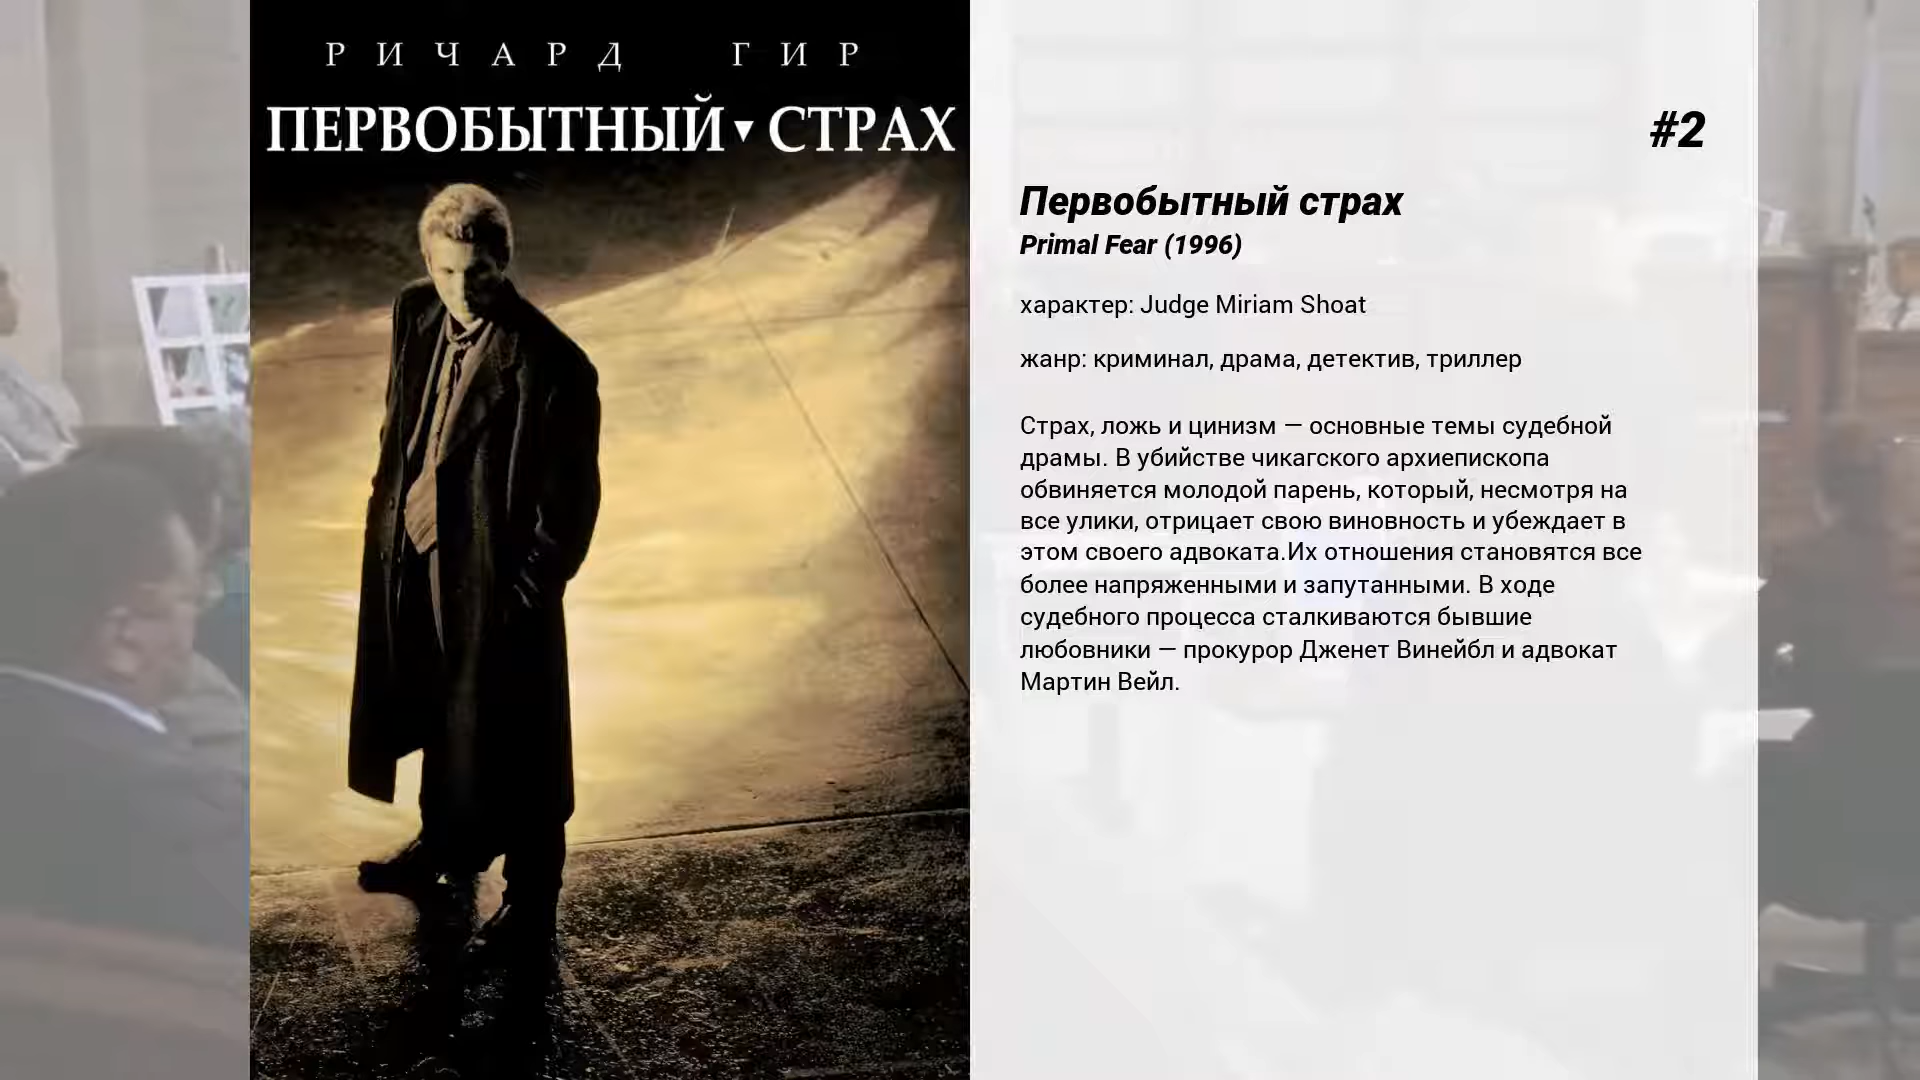 РИЧАРД ГИР
ПЕРВОБЫТНЫЙ▼СТРАХ
#2
Первобытный страх
Primal Fear (1996)
характер: Judge Miriam Shoat
жанр: криминал, драма, детектив, триллер
Страх, ложь и цинизм — основные темы судебной
драмы. В убийстве чикагского архиепископа
обвиняется молодой парень, который, несмотря на
все улики, отрицает свою виновность и убеждает в
этом своего адвоката.Их отношения становятся все
более напряженными и запутанными. В ходе
судебного процесса сталкиваются бывшие
любовники — прокурор Дженет Винейбл и адвокат
Мартин Вейл.